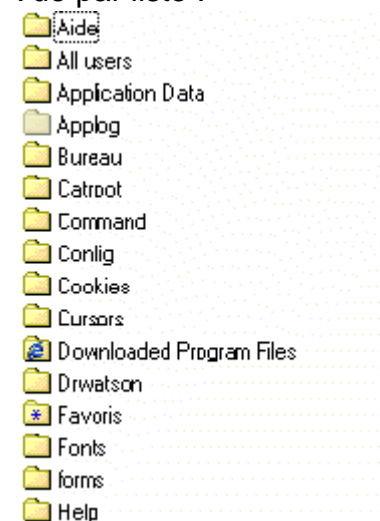 Vue par liste :
Aide
All users
Application Data
Applog
Bureau
Catroot
Command
Config
Cookies
Cursors
Downloaded Program Files
Drwatson
Favoris
Fonts
forms
Help